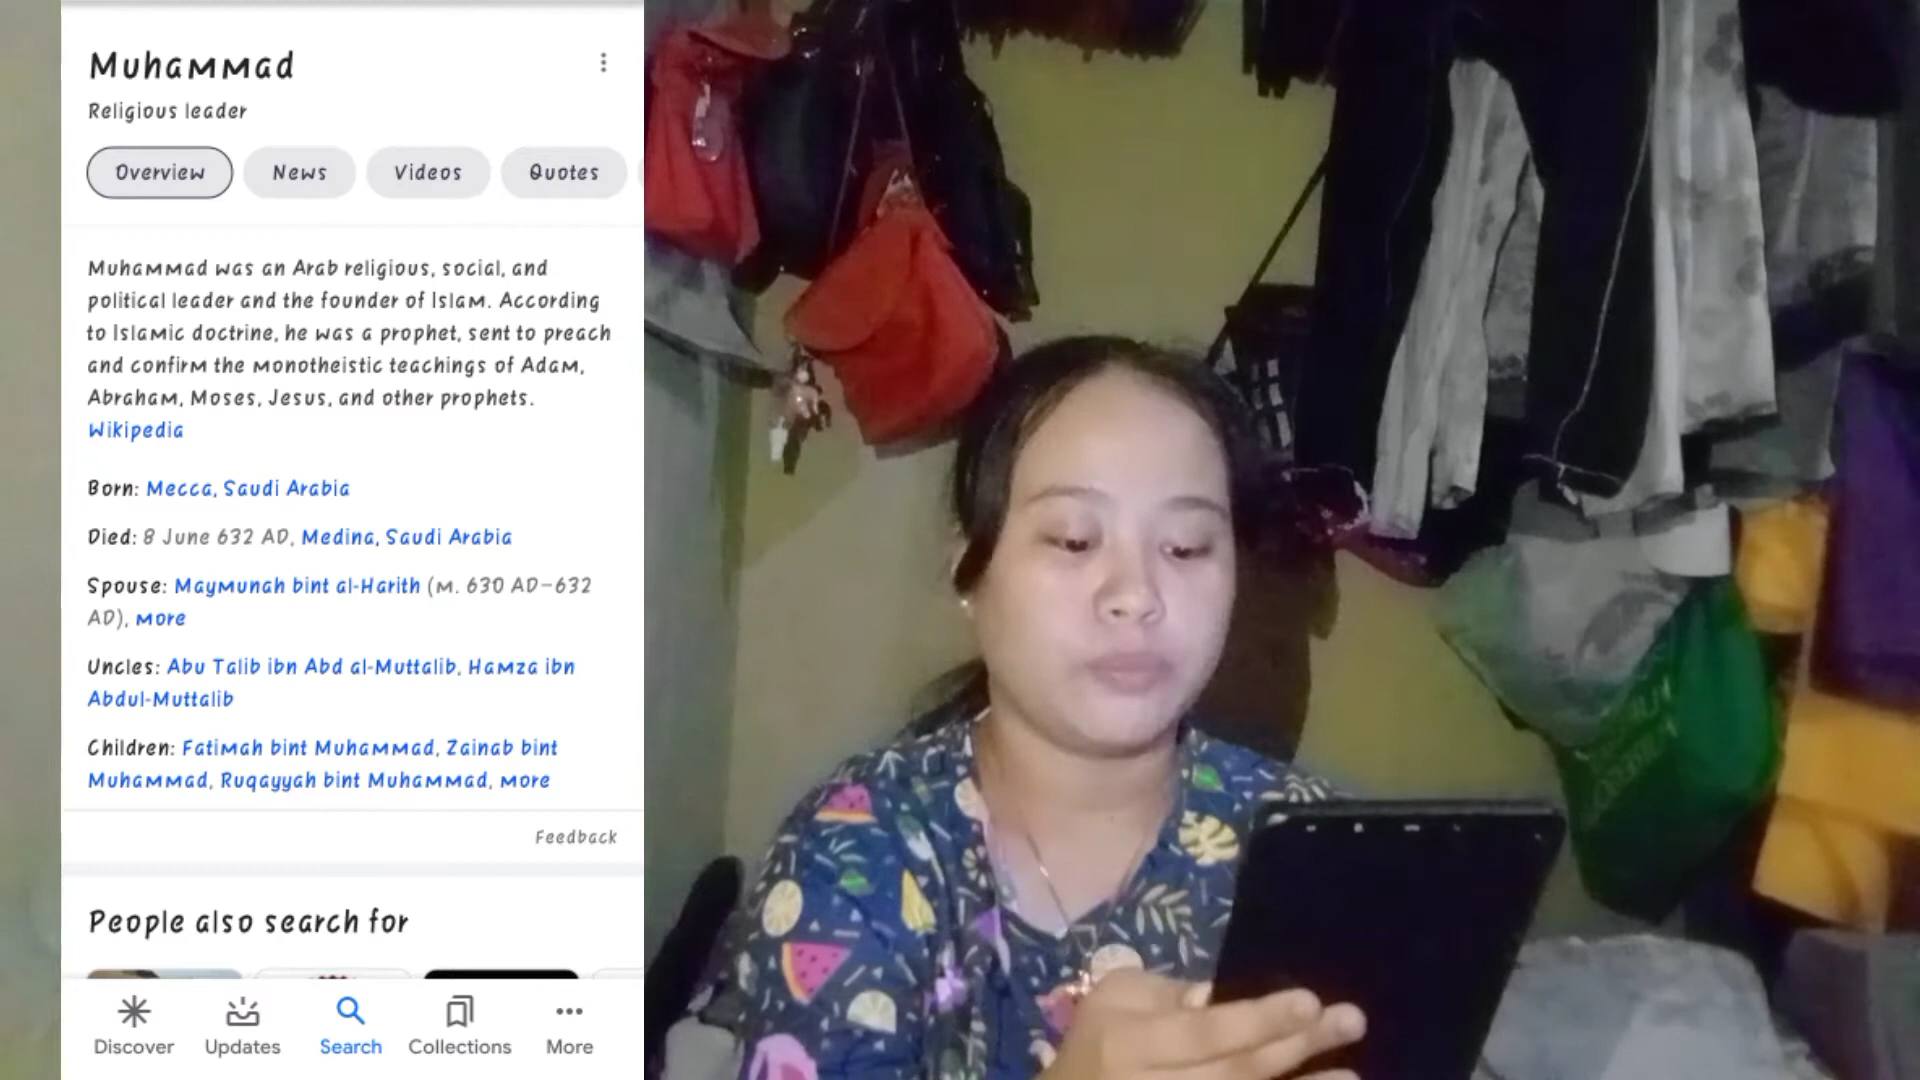 Muhammad
Religious leader
Overview News Videos Quotes
Muhammad was an Arab religious, social, and
political leader and the founder of Islam. According
to Islamic doctrine, he was a prophet, sent to preach
and confirm the monotheistic teachings of Adam,
Abraham, Moses, Jesus, and other prophets.
Wikipedia
Born: Mecca, Saudi Arabia
Died: 8 June 632 AD, Medina, Saudi Arabia
Spouse: Maymunah bint al-Harith (m. 630 AD–632
AD), more
Uncles: Abu Talib ibn Abd al-Muttalib, Hamza ibn
Abdul-Muttalib
Children: Fatimah bint Muhammad, Zainab bint
Muhammad, Ruqayyah bint Muhammad, more
Feedback
People also search for
Discover Updates Search Collections More